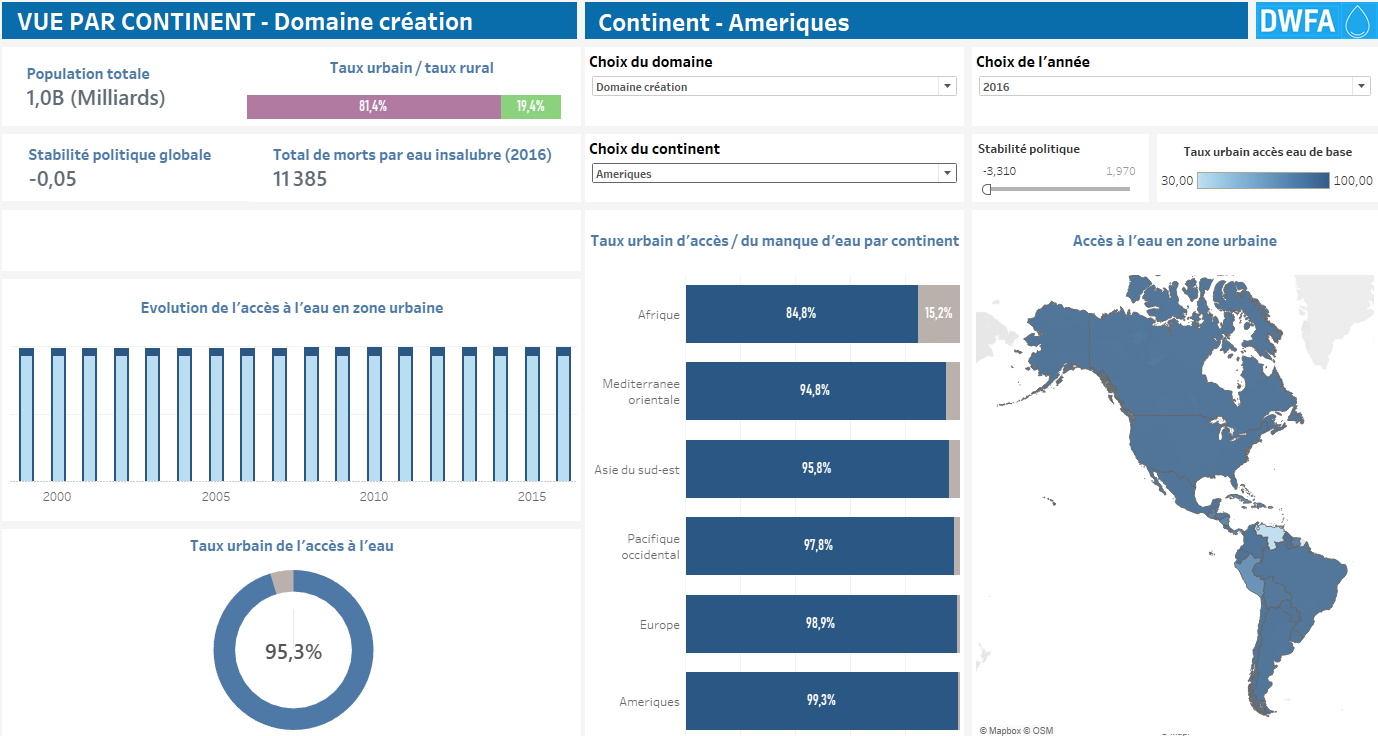 VUE PAR CONTINENT - Domaine création
Continent - Ameriques
DWFA
Population totale
1,0B (Milliards)
Taux urbain / taux rural
81,4%
19,4%
Choix du domaine
Domaine création
Choix de l'année
2016
Stabilité politique globale
-0,05
Total de morts par eau insalubre (2016)
11 385
Choix du continent
Ameriques
Stabilité politique
-3,310
1,970
Taux urbain accès eau de base
30,00
100,00
Evolution de l'accès à l'eau en zone urbaine
2000
2005
2010
2015
Taux urbain de l'accès à l'eau
95,3%
Taux urbain d'accès / du manque d'eau par continent
Afrique
84,8%
15,2%
Mediterranee
orientale
94,8%
Asie du sud-est
95,8%
Pacifique
occidental
97,8%
Europe
98,9%
Ameriques
99,3%
Accès à l'eau en zone urbaine
© Mapbox © OSM